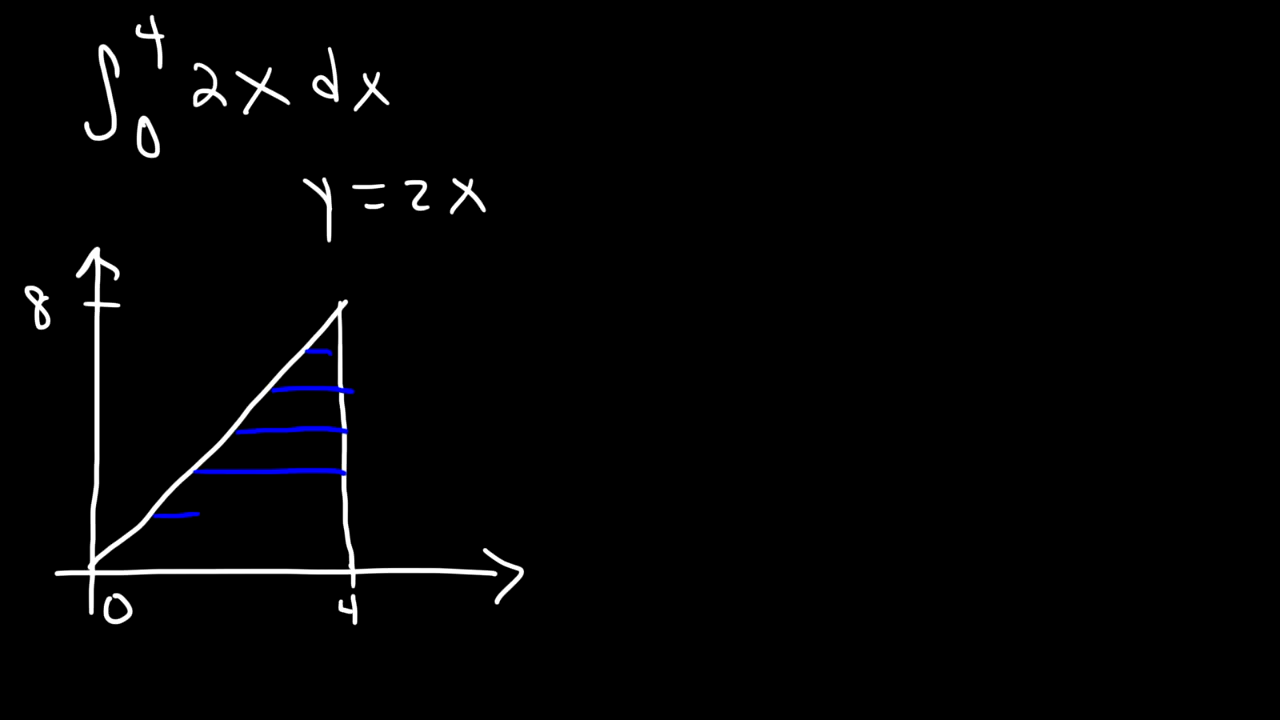 ∫₀⁴ 2x dx
y = 2x
8
0
4